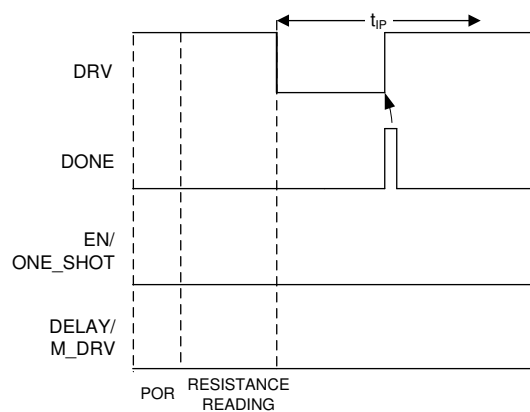 tIP
DRV
DONE
EN/
ONE_SHOT
DELAY/
M_DRV
POR
RESISTANCE
READING